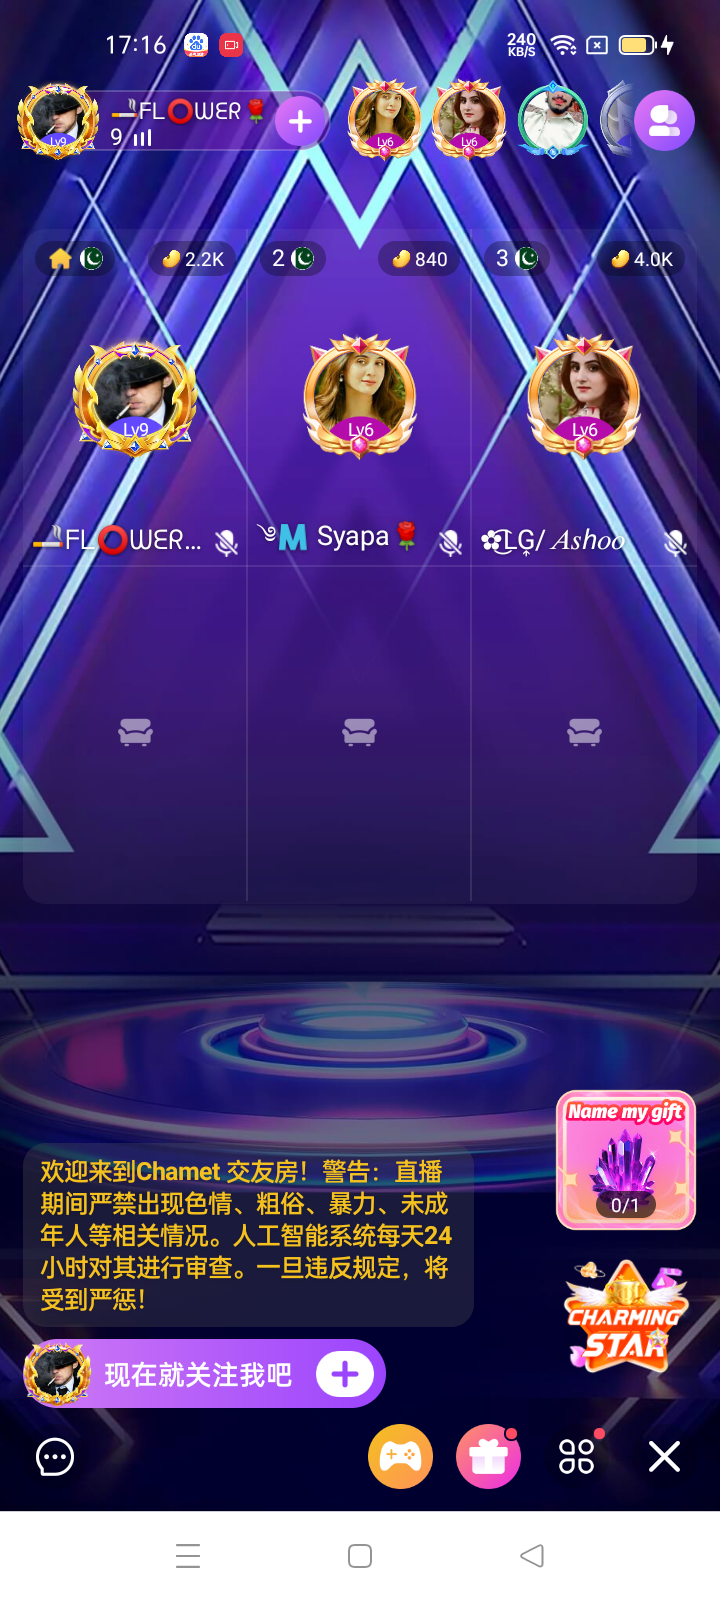 17:16
240
KB/S
🚬FL⭕ᗯEᖇ🌹
9
Lv9
Lv6
Lv6
2.2K
2
840
3
4.0K
Lv9
Lv6
Lv6
🚬FL⭕ᗯEᖇ...
M Syapa🌹
LG/ Ashoo
Name my gift
0/1
欢迎来到Chamet 交友房！警告：直播
期间严禁出现色情、粗俗、暴力、未成
年人等相关情况。人工智能系统每天24
小时对其进行审查。一旦违反规定，将
受到严惩！
CHARMING
STAR
现在就关注我吧